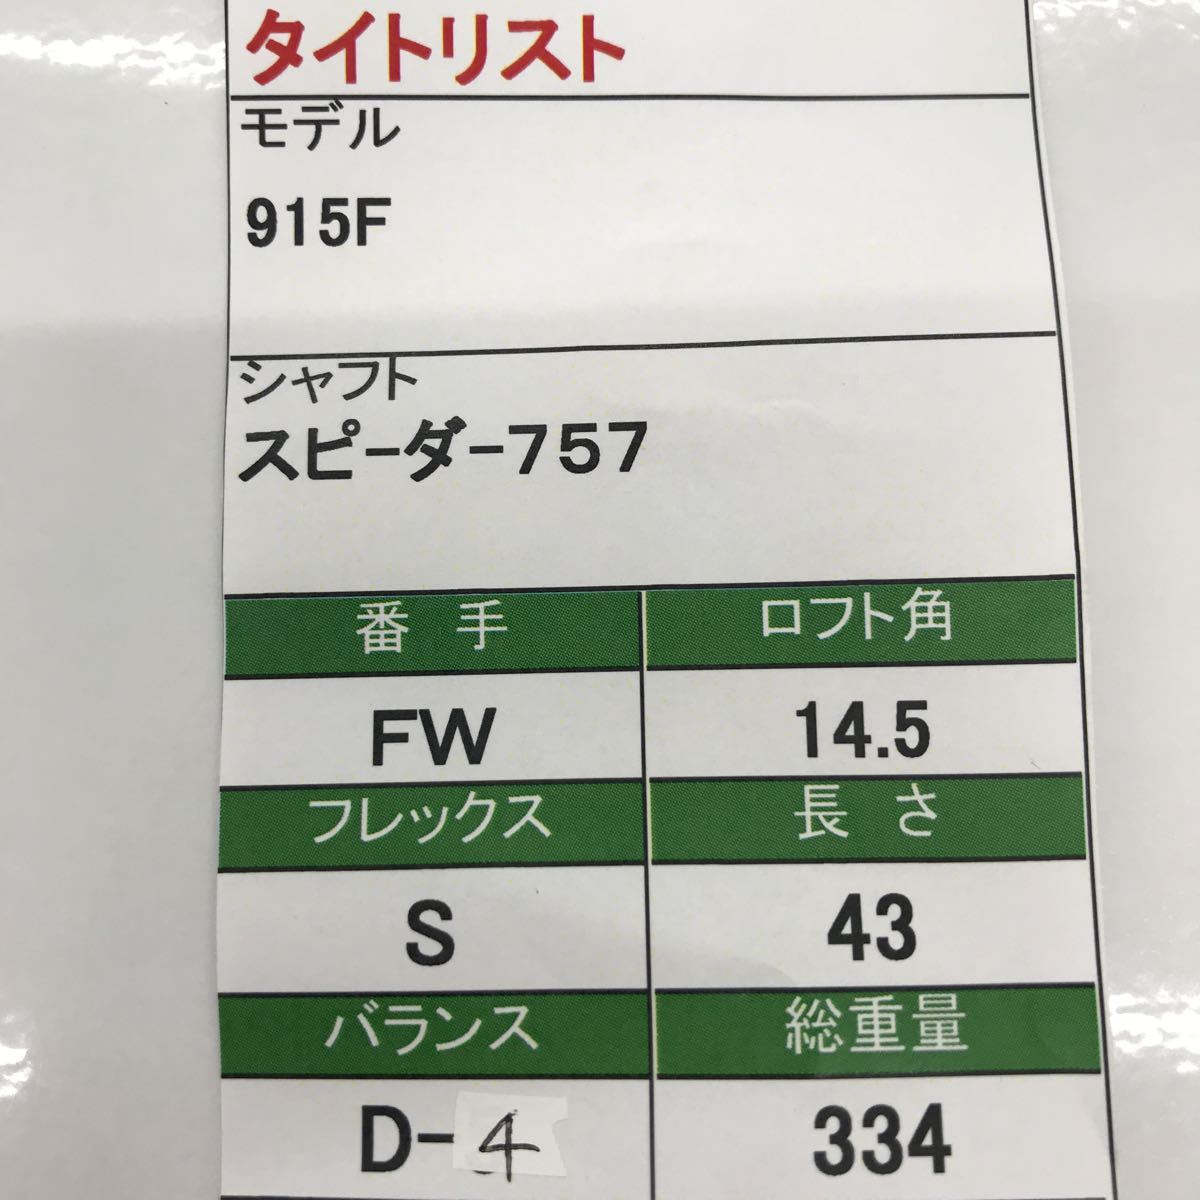 タイトリスト
モデル
915F
シャフト
スピーダー757
番 手 ロフト角
FW 14.5
フレックス 長 さ
S 43
バランス 総重量
D-4 334